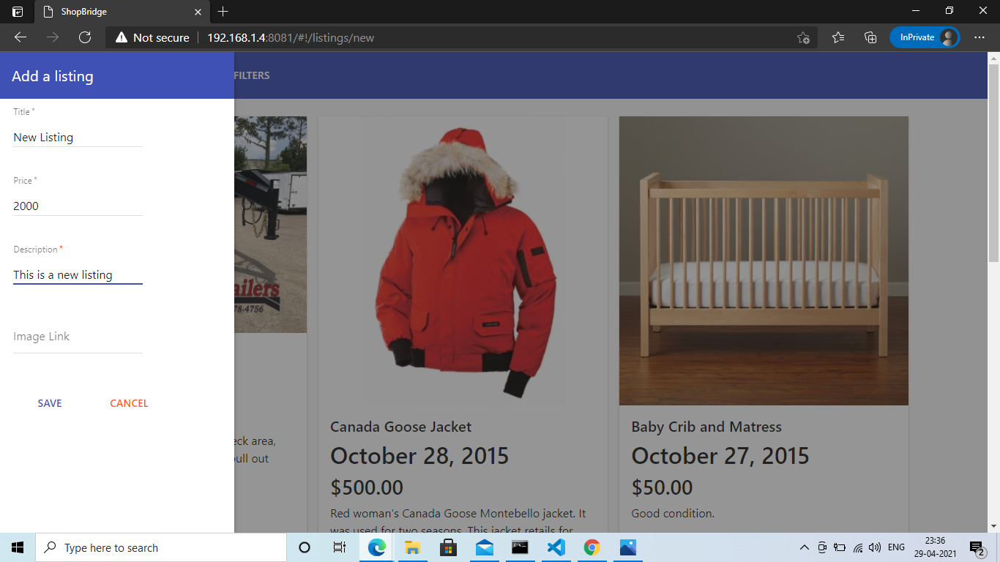 ShopBridge
Not secure
192.168.1.4:8081/#!/listings/new
InPrivate
Add a listing
FILTERS
Title *
New Listing
Price *
2000
Description *
This is a new listing
Image Link
SAVE
CANCEL
ailers
78-4756
eck area,
ull out
Canada Goose Jacket
October 28, 2015
$500.00
Red woman's Canada Goose Montebello jacket. It
was used for two seasons. This jacket retails for
Baby Crib and Matress
October 27, 2015
$50.00
Good condition.
Type here to search
ENG
23:36
29-04-2021
2